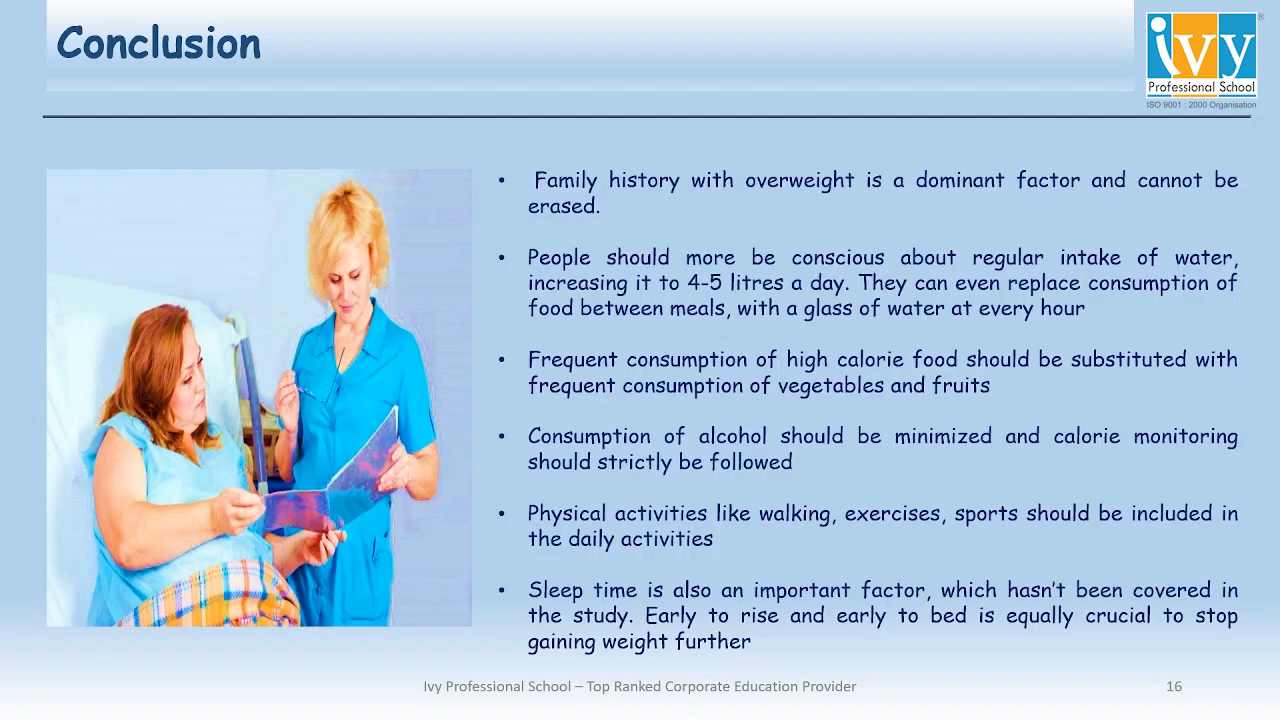 Conclusion
ivy
®
Professional School
ISO 9001 : 2000 Organisation
• Family history with overweight is a dominant factor and cannot be
erased.
• People should more be conscious about regular intake of water,
increasing it to 4-5 litres a day. They can even replace consumption of
food between meals, with a glass of water at every hour
• Frequent consumption of high calorie food should be substituted with
frequent consumption of vegetables and fruits
• Consumption of alcohol should be minimized and calorie monitoring
should strictly be followed
• Physical activities like walking, exercises, sports should be included in
the daily activities
• Sleep time is also an important factor, which hasn't been covered in
the study. Early to rise and early to bed is equally crucial to stop
gaining weight further
Ivy Professional School – Top Ranked Corporate Education Provider
16